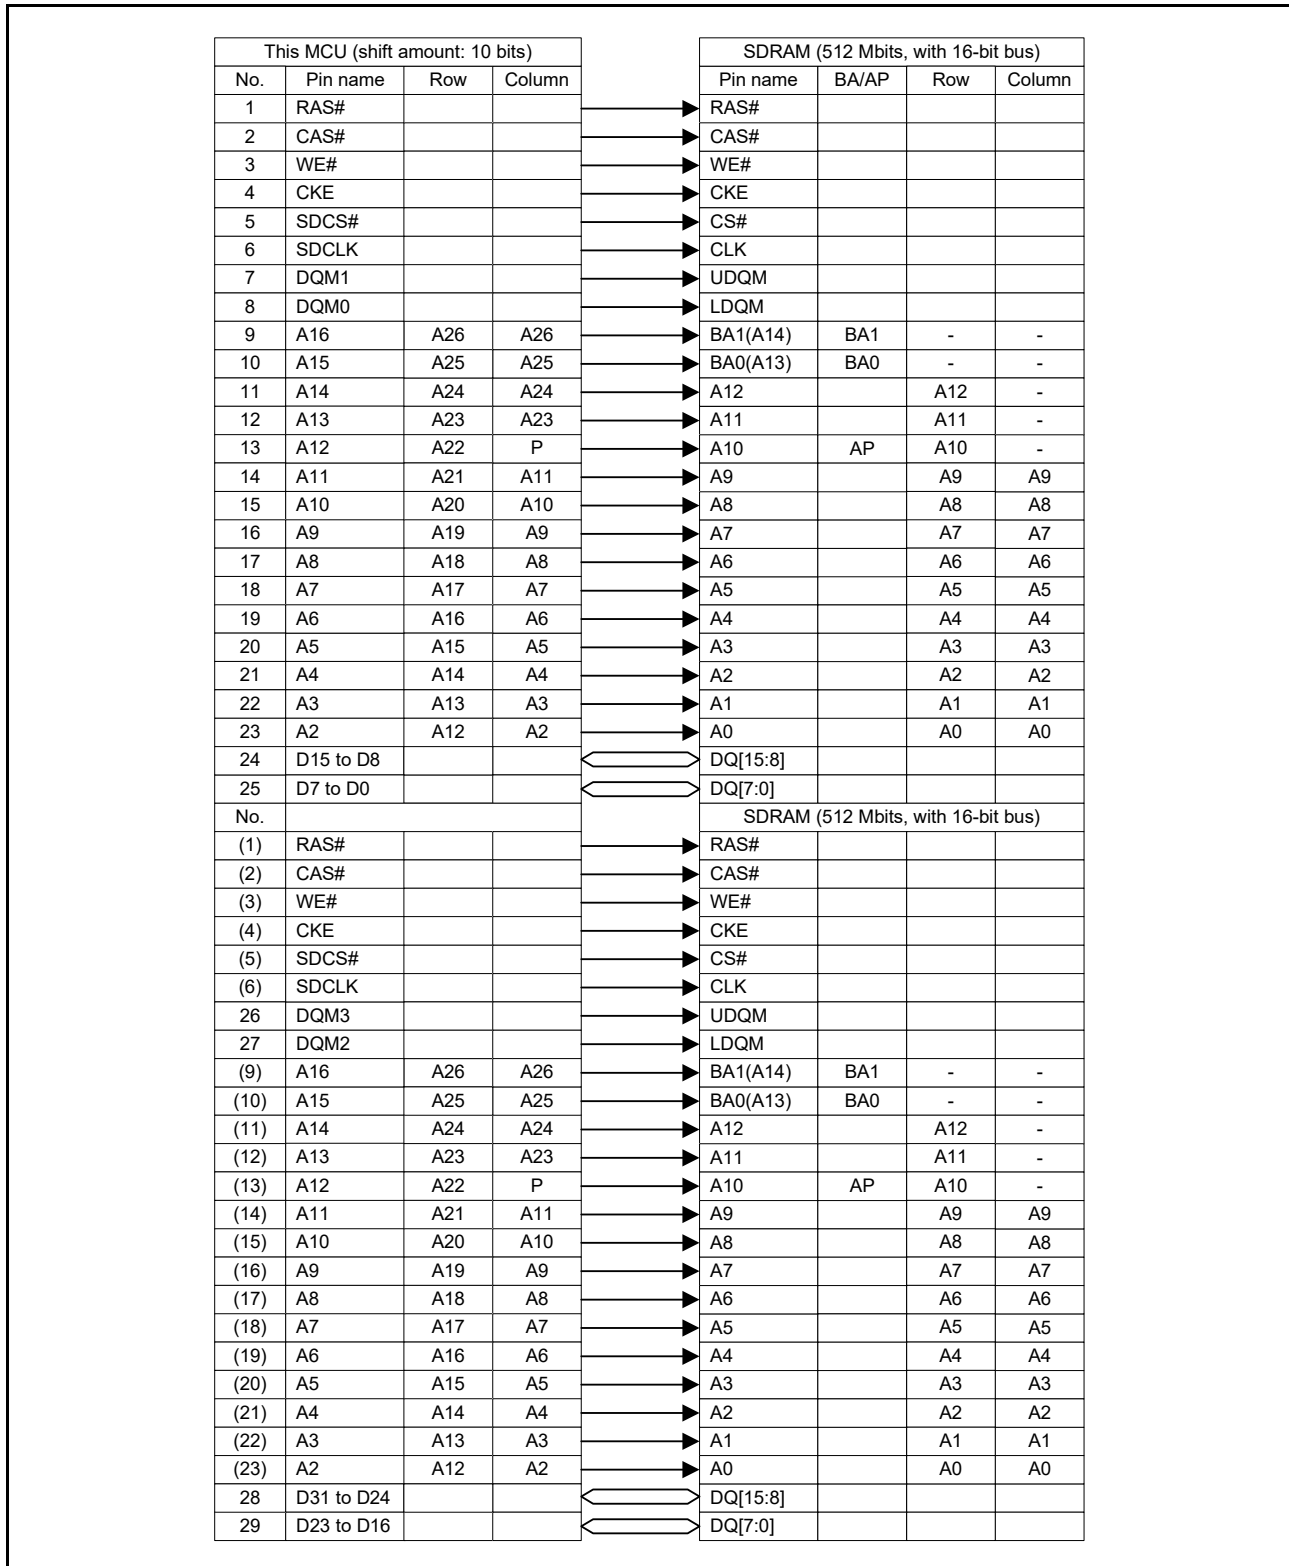 This MCU (shift amount: 10 bits) SDRAM (512 Mbits, with 16-bit bus)
No. Pin name Row Column Pin name BA/AP Row Column
1 RAS# RAS#
2 CAS# CAS#
3 WE# WE#
4 CKE CKE
5 SDCS# CS#
6 SDCLK CLK
7 DQM1 UDQM
8 DQM0 LDQM
9 A16 A26 A26 BA1(A14) BA1 - -
10 A15 A25 A25 BA0(A13) BA0 - -
11 A14 A24 A24 A12 A12 -
12 A13 A23 A23 A11 A11 -
13 A12 A22 P A10 AP A10 -
14 A11 A21 A11 A9 A9 A9
15 A10 A20 A10 A8 A8 A8
16 A9 A19 A9 A7 A7 A7
17 A8 A18 A8 A6 A6 A6
18 A7 A17 A7 A5 A5 A5
19 A6 A16 A6 A4 A4 A4
20 A5 A15 A5 A3 A3 A3
21 A4 A14 A4 A2 A2 A2
22 A3 A13 A3 A1 A1 A1
23 A2 A12 A2 A0 A0 A0
24 D15 to D8 DQ[15:8]
25 D7 to D0 DQ[7:0]
No. SDRAM (512 Mbits, with 16-bit bus)
(1) RAS# RAS#
(2) CAS# CAS#
(3) WE# WE#
(4) CKE CKE
(5) SDCS# CS#
(6) SDCLK CLK
26 DQM3 UDQM
27 DQM2 LDQM
(9) A16 A26 A26 BA1(A14) BA1 - -
(10) A15 A25 A25 BA0(A13) BA0 - -
(11) A14 A24 A24 A12 A12 -
(12) A13 A23 A23 A11 A11 -
(13) A12 A22 P A10 AP A10 -
(14) A11 A21 A11 A9 A9 A9
(15) A10 A20 A10 A8 A8 A8
(16) A9 A19 A9 A7 A7 A7
(17) A8 A18 A8 A6 A6 A6
(18) A7 A17 A7 A5 A5 A5
(19) A6 A16 A6 A4 A4 A4
(20) A5 A15 A5 A3 A3 A3
(21) A4 A14 A4 A2 A2 A2
(22) A3 A13 A3 A1 A1 A1
(23) A2 A12 A2 A0 A0 A0
28 D31 to D24 DQ[15:8]
29 D23 to D16 DQ[7:0]